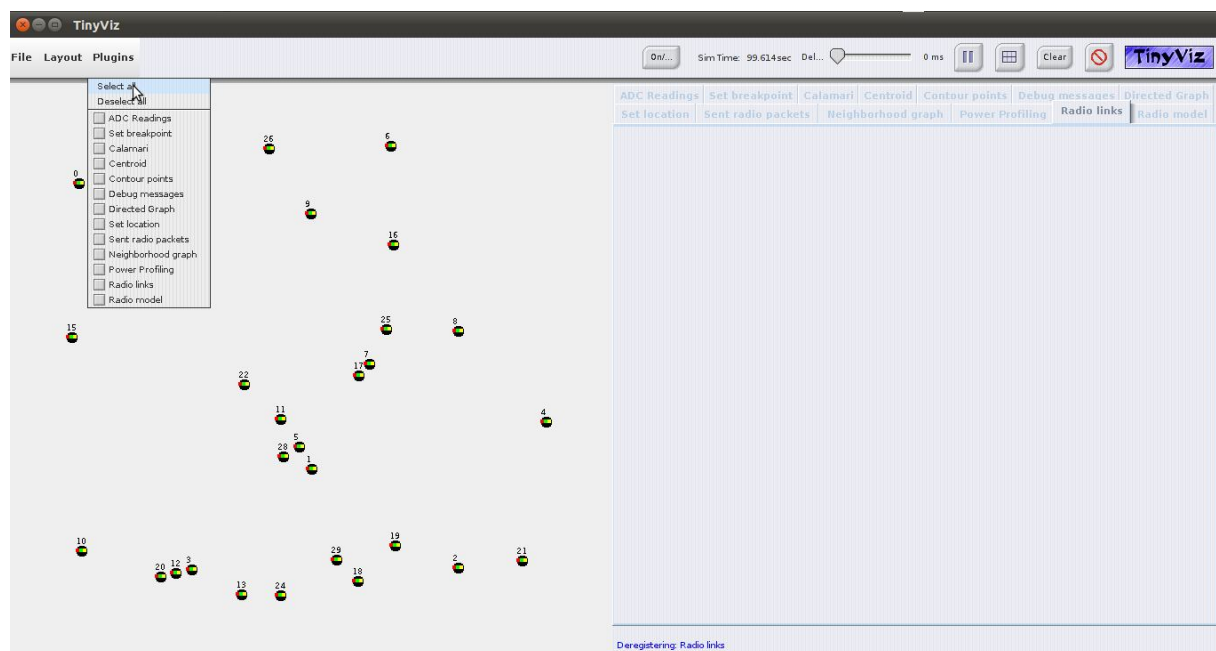 TinyViz
File Layout Plugins
On/... Sim Time: 99.614sec Del... 0 ms Clear TinyViz
Select all
Deselect all
ADC Readings
Set breakpoint
Calamari
Centroid
Contour points
Debug messages
Directed Graph
Set location
Sent radio packets
Neighborhood graph
Power Profiling
Radio links
Radio model
ADC Readings Set breakpoint Calamari Centroid Contour points Debug messages Directed Graph
Set location Sent radio packets Neighborhood graph Power Profiling Radio links Radio model
26 6
0
9
16
15 25 8
7
17
22
11 4
5
28
1
10 19
29 21
2
20 12 3
18
13 24
Deregistering: Radio links